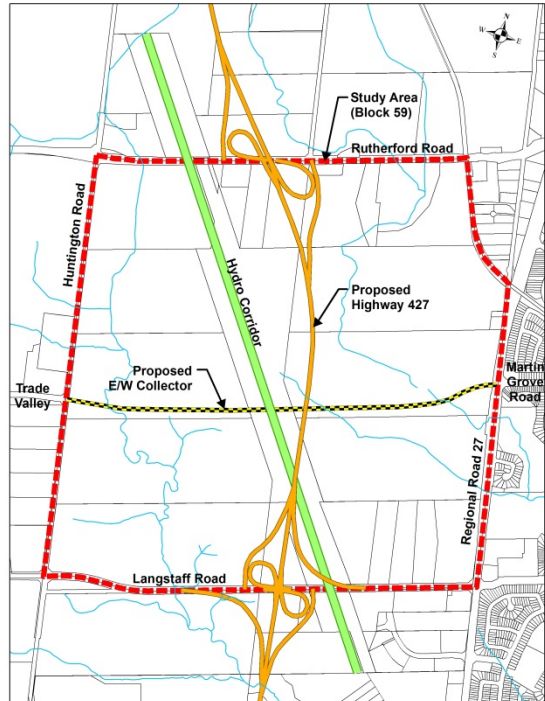 N
W
E
S
Study Area
(Block 59)
Rutherford Road
Huntington Road
Hydro Corridor
Proposed
Highway 427
Proposed
E/W Collector
Trade
Valley
Martin
Grove
Road
Regional Road 27
Langstaff Road